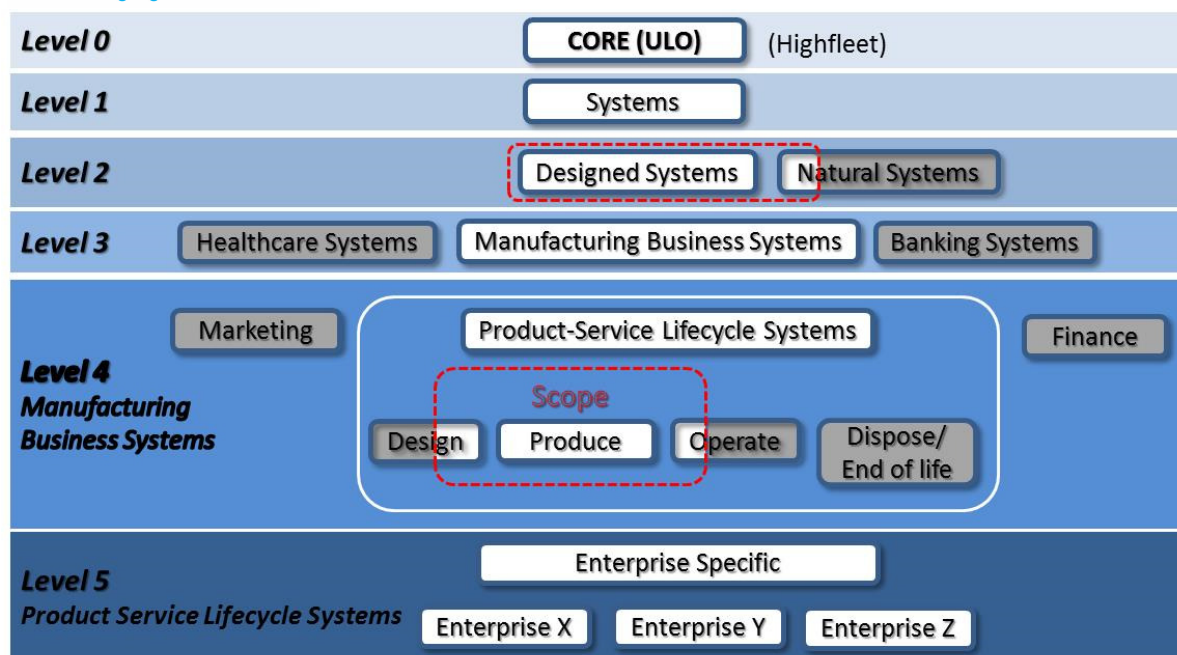 Level 0
CORE (ULO)
(Highfleet)
Level 1
Systems
Level 2
Designed Systems
Natural Systems
Level 3
Healthcare Systems
Manufacturing Business Systems
Banking Systems
Marketing
Product-Service Lifecycle Systems
Finance
Level 4
Manufacturing
Business Systems
Scope
Design
Produce
Operate
Dispose/
End of life
Level 5
Product Service Lifecycle Systems
Enterprise Specific
Enterprise X
Enterprise Y
Enterprise Z